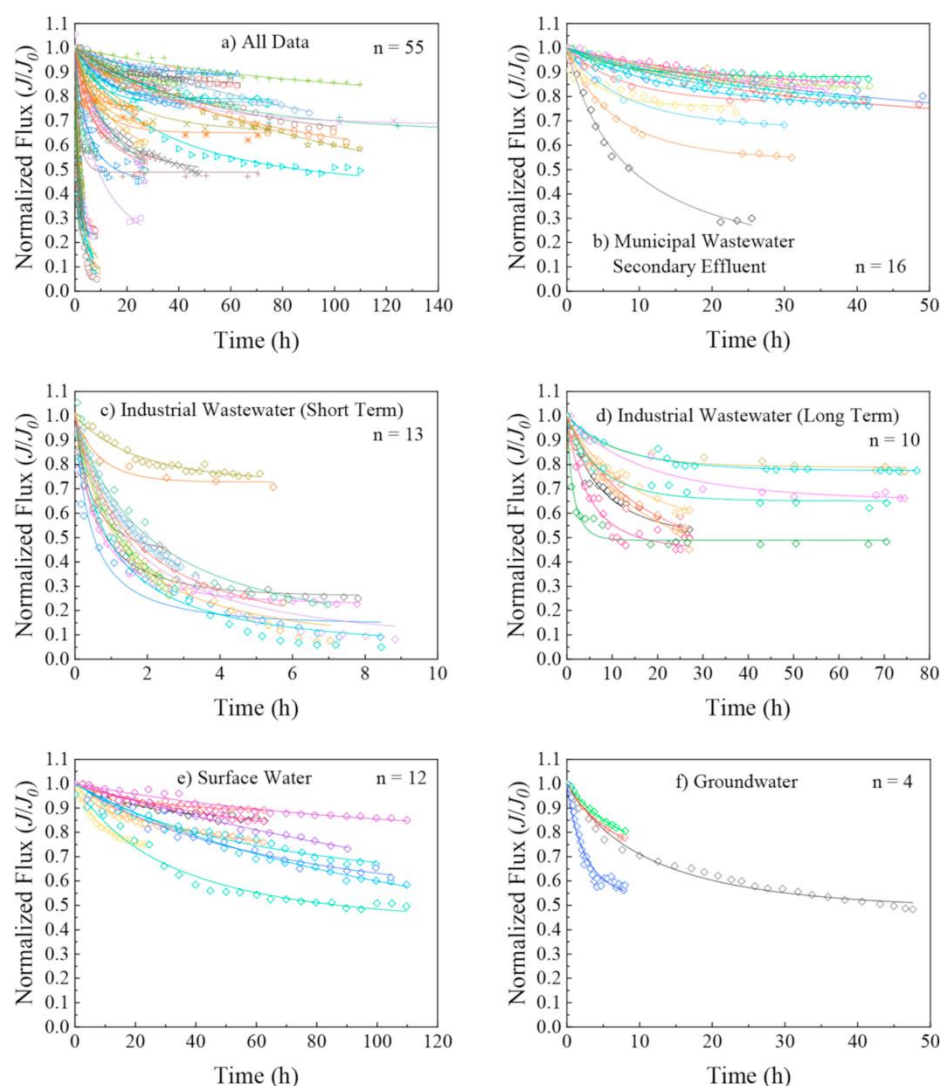 1.1
1.0
0.9
0.8
0.7
0.6
0.5
0.4
0.3
0.2
0.1
0.0
Normalized Flux (J/J0)
a) All Data
n = 55
0 20 40 60 80 100 120 140
Time (h)
1.1
1.0
0.9
0.8
0.7
0.6
0.5
0.4
0.3
0.2
0.1
0.0
Normalized Flux (J/J0)
b) Municipal Wastewater
Secondary Effluent
n = 16
0 10 20 30 40 50
Time (h)
1.1
1.0
0.9
0.8
0.7
0.6
0.5
0.4
0.3
0.2
0.1
0.0
Normalized Flux (J/J0)
c) Industrial Wastewater (Short Term)
n = 13
0 2 4 6 8 10
Time (h)
1.1
1.0
0.9
0.8
0.7
0.6
0.5
0.4
0.3
0.2
0.1
0.0
Normalized Flux (J/J0)
d) Industrial Wastewater (Long Term)
n = 10
0 10 20 30 40 50 60 70 80
Time (h)
1.1
1.0
0.9
0.8
0.7
0.6
0.5
0.4
0.3
0.2
0.1
0.0
Normalized Flux (J/J0)
e) Surface Water n = 12
0 20 40 60 80 100 120
Time (h)
1.1
1.0
0.9
0.8
0.7
0.6
0.5
0.4
0.3
0.2
0.1
0.0
Normalized Flux (J/J0)
f) Groundwater n = 4
0 10 20 30 40 50
Time (h)